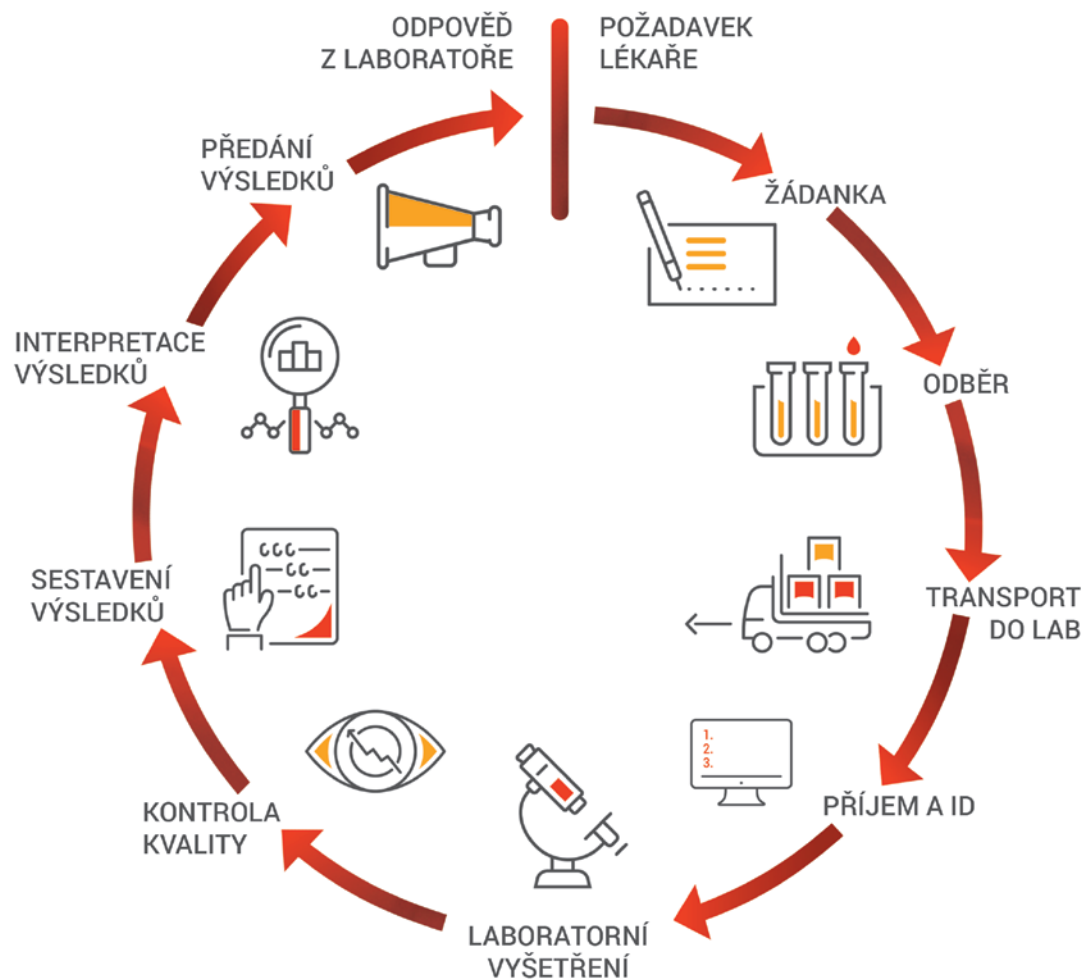 POŽADAVEK
LÉKAŘE
ŽÁDANKA
ODBĚR
TRANSPORT
DO LAB
1.
2.
3.
PŘÍJEM A ID
LABORATORNÍ
VYŠETŘENÍ
KONTROLA
KVALITY
SESTAVENÍ
VÝSLEDKŮ
INTERPRETACE
VÝSLEDKŮ
PŘEDÁNÍ
VÝSLEDKŮ
ODPOVĚĎ
Z LABORATOŘE